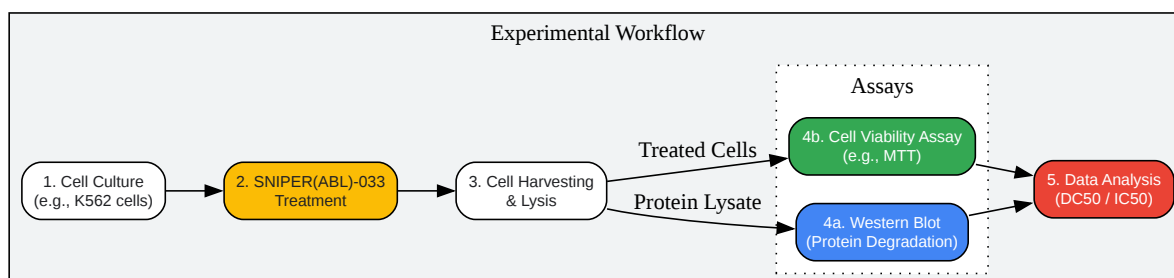 Experimental Workflow
1. Cell Culture
(e.g., K562 cells)
2. SNIPER(ABL)-033
Treatment
3. Cell Harvesting
& Lysis
Treated Cells
Protein Lysate
Assays
4b. Cell Viability Assay
(e.g., MTT)
4a. Western Blot
(Protein Degradation)
5. Data Analysis
(DC50 / IC50)